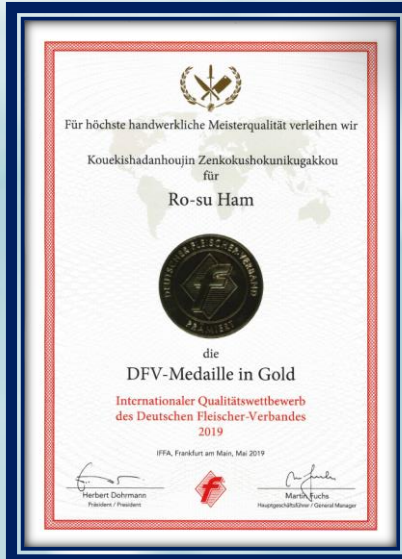 Für höchste handwerkliche Meisterqualität verleihen wir
Kouekishadanhoujin Zenkokushokunikugakkou
für
Ro-su Ham
DEUTSCHER FLEISCHER-VERBAND
PRÄMIERT
die
DFV-Medaille in Gold
Internationaler Qualitätswettbewerb
des Deutschen Fleischer-Verbandes
2019
IFFA, Frankfurt am Main, Mai 2019
Herbert Dohrmann
Präsident / President
Martin Fuchs
Hauptgeschäftsführer / General Manager